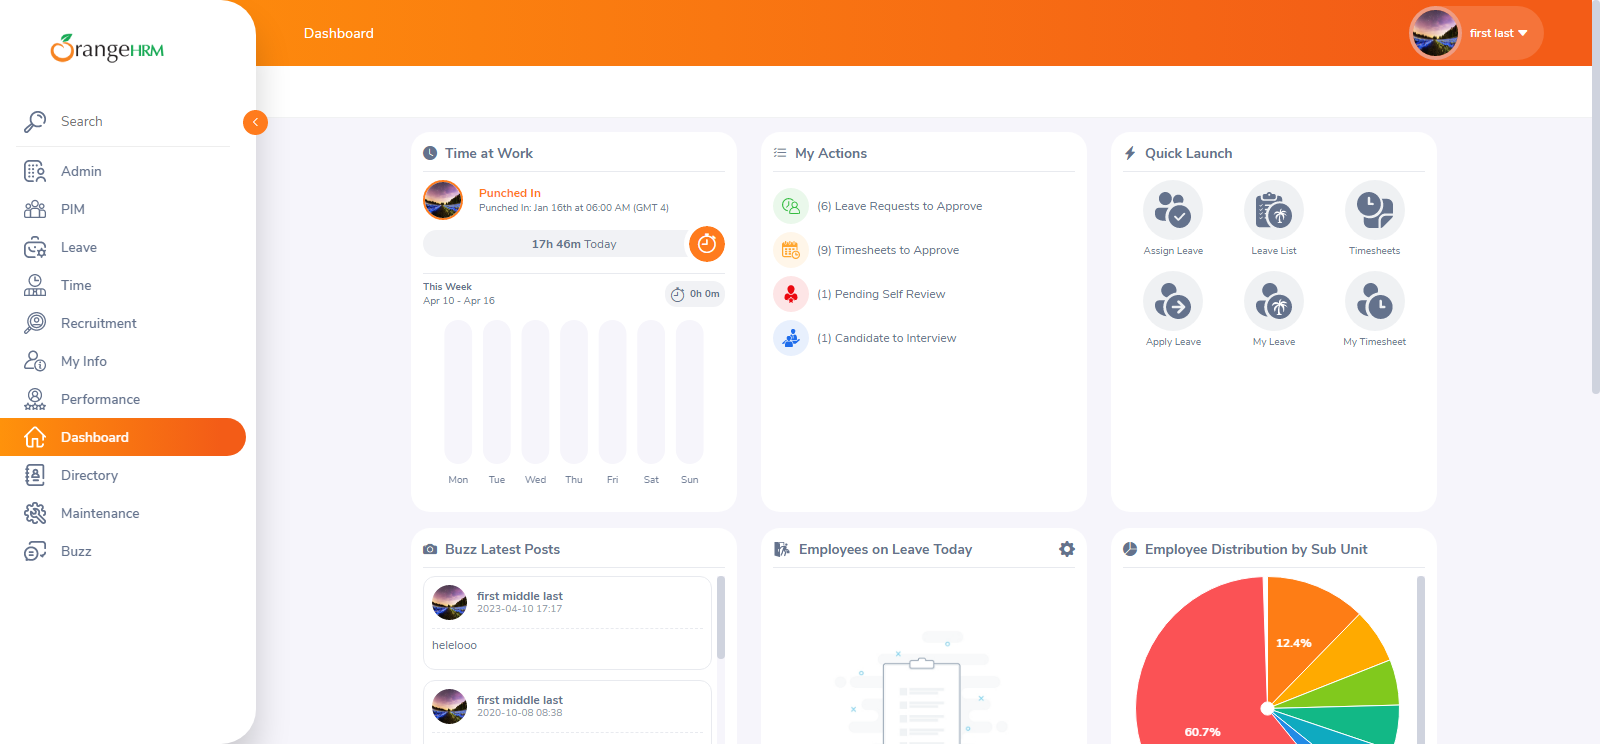 OrangeHRM
Search
Admin
PIM
Leave
Time
Recruitment
My Info
Performance
Dashboard
Directory
Maintenance
Buzz
Dashboard
first last
Time at Work
Punched In
Punched In: Jan 16th at 06:00 AM (GMT 4)
17h 46m Today
This Week
Apr 10 - Apr 16
0h 0m
Mon Tue Wed Thu Fri Sat Sun
My Actions
(6) Leave Requests to Approve
(9) Timesheets to Approve
(1) Pending Self Review
(1) Candidate to Interview
Quick Launch
Assign Leave
Leave List
Timesheets
Apply Leave
My Leave
My Timesheet
Buzz Latest Posts
first middle last
2023-04-10 17:17
helelooo
first middle last
2020-10-08 08:38
Employees on Leave Today
Employee Distribution by Sub Unit
12.4%
60.7%